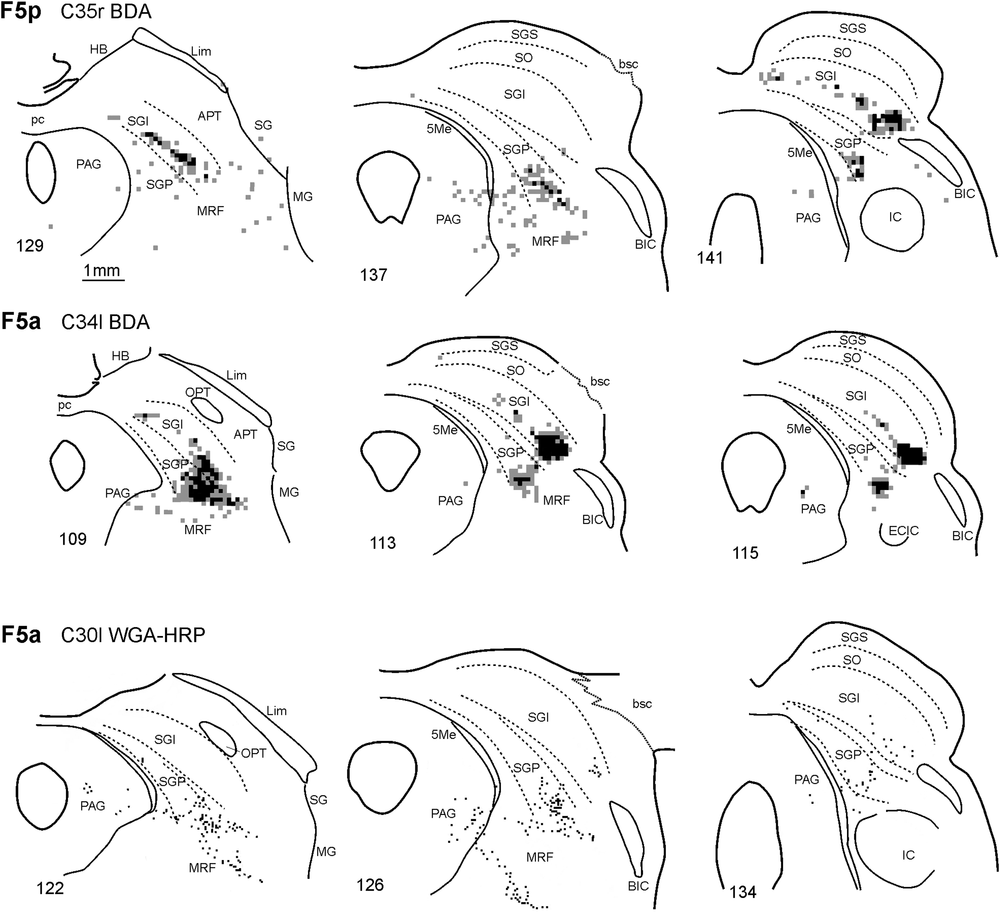 F5p C35r BDA
HB
Lim
pc
SGI
APT
SG
PAG
SGP
MRF
MG
129
1mm
SGS
SO
bsc
SGI
5Me
SGP
PAG
MRF
BIC
137
SGS
SO
SGI
SGP
5Me
BIC
PAG
IC
141
F5a C34l BDA
HB
Lim
OPT
pc
SGI
APT
SG
SGP
PAG
MG
MRF
109
SGS
SO
bsc
SGI
5Me
SGP
PAG
MRF
BIC
113
SGS
SO
SGI
5Me
SGP
PAG
ECIC
BIC
115
F5a C30l WGA-HRP
Lim
SGI
OPT
SGP
PAG
SG
MG
MRF
122
bsc
SGI
5Me
SGP
PAG
MRF
BIC
126
SGS
SO
SGI
SGP
PAG
IC
134